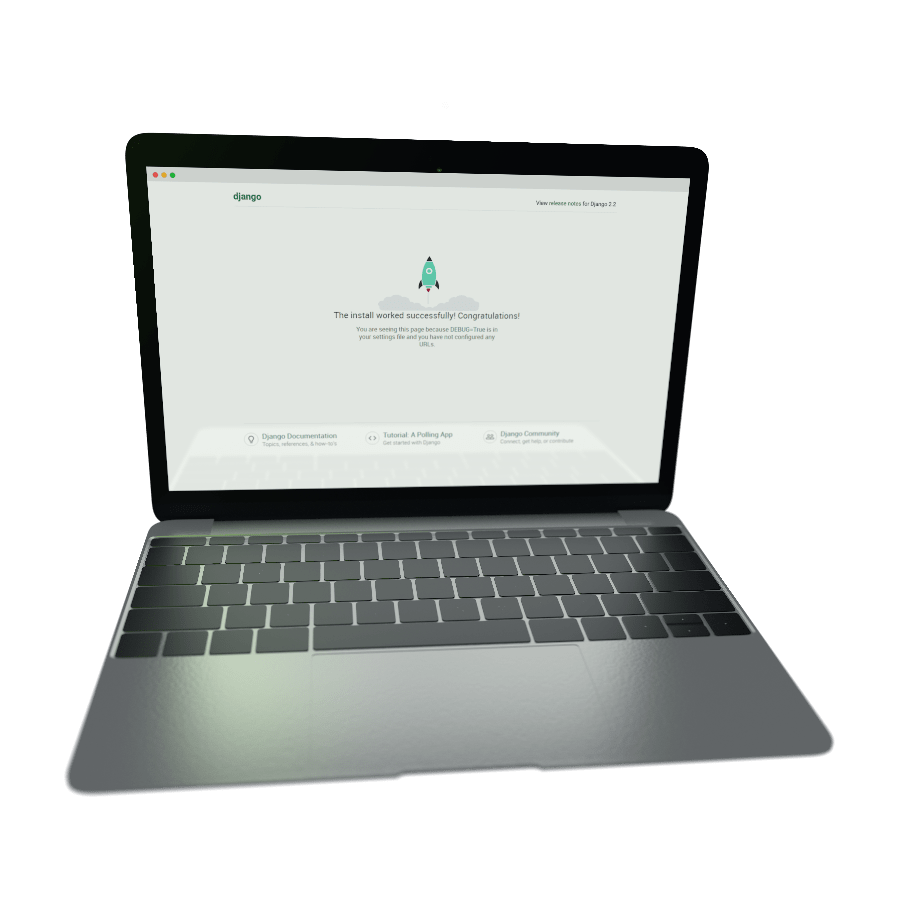 django
View release notes for Django 2.2
The install worked successfully! Congratulations!
You are seeing this page because DEBUG=True is in
your settings file and you have not configured any
URLs.
Django Documentation
Topics, references, & how-to's
Tutorial: A Polling App
Get started with Django
Django Community
Connect, get help, or contribute